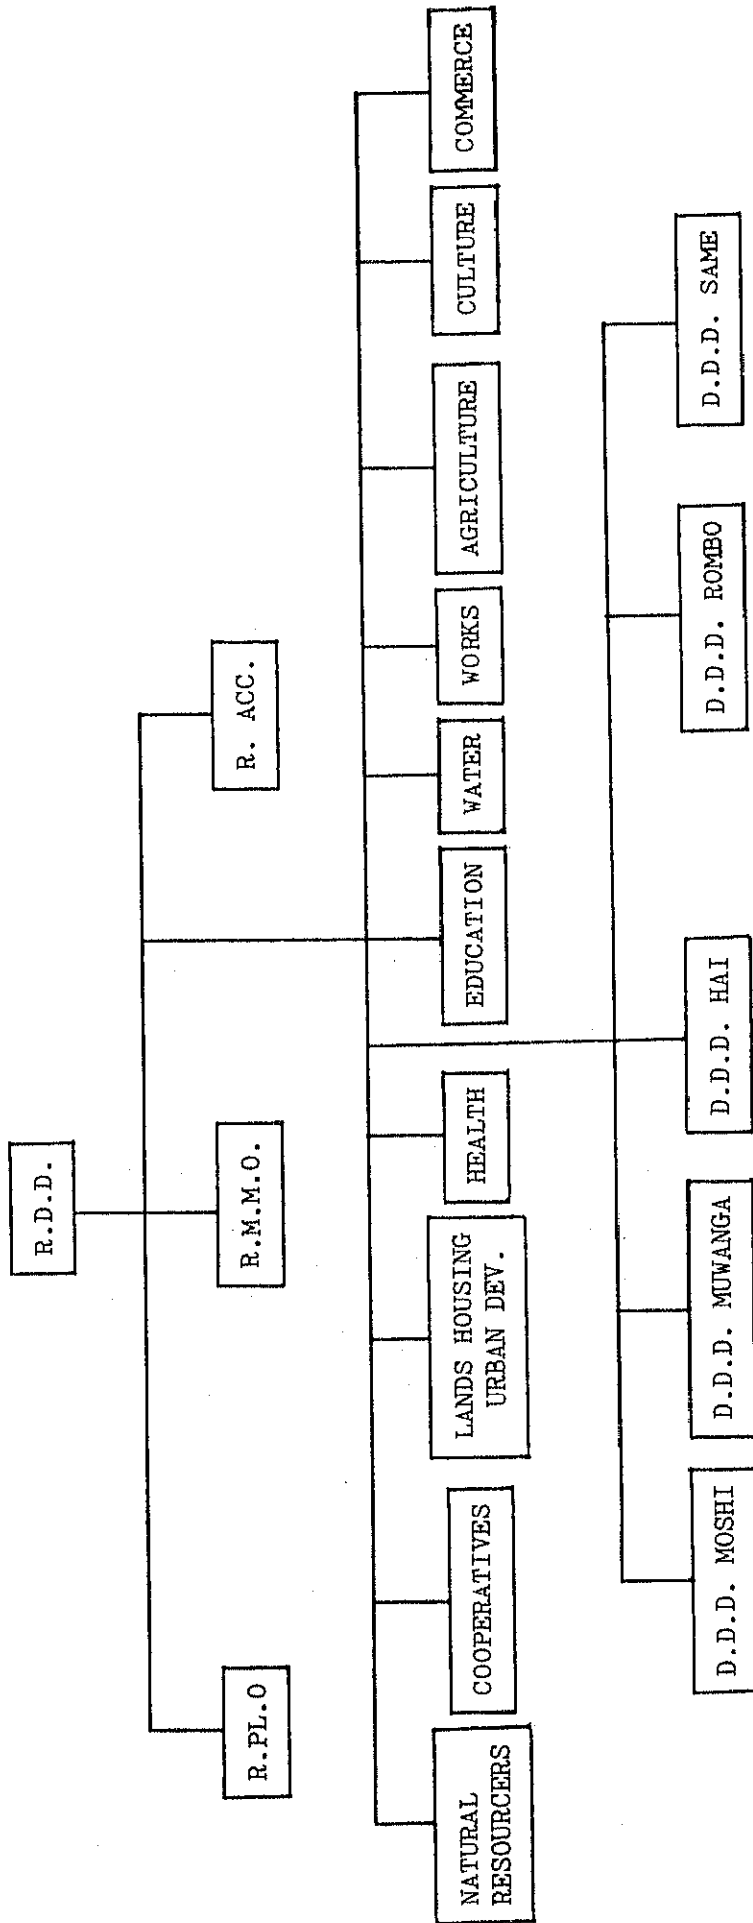 R.D.D.
R.PL.O
R.M.M.O.
R. ACC.
NATURAL
RESOURCERS
COOPERATIVES
LANDS HOUSING
URBAN DEV.
HEALTH
EDUCATION
WATER
WORKS
AGRICULTURE
CULTURE
COMMERCE
D.D.D. MOSHI
D.D.D. MUWANGA
D.D.D. HAI
D.D.D. ROMBO
D.D.D. SAME